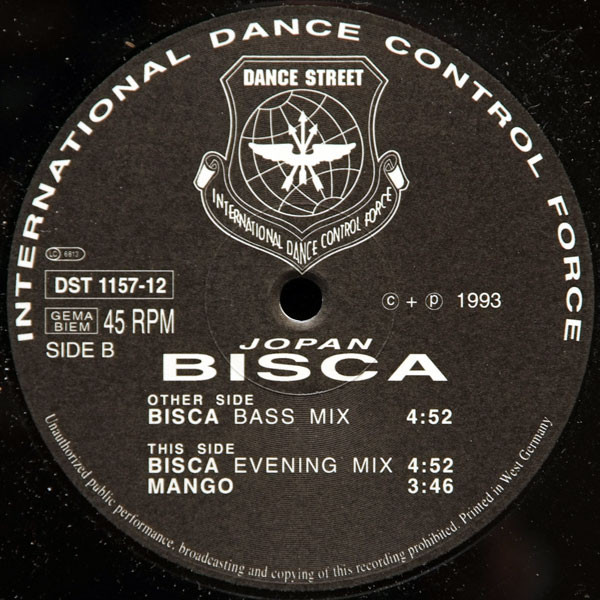 INTERNATIONAL DANCE CONTROL FORCE
DANCE STREET
INTERNATIONAL DANCE CONTROL FORCE
LC 6812
DST 1157-12
GEMA
BIEM
45 RPM
SIDE B
© + ℗ 1993
JOPAN
BISCA
OTHER SIDE
BISCA BASS MIX 4:52
THIS SIDE
BISCA EVENING MIX 4:52
MANGO 3:46
Unauthorized public performance, broadcasting and copying of this recording prohibited. Printed in West Germany